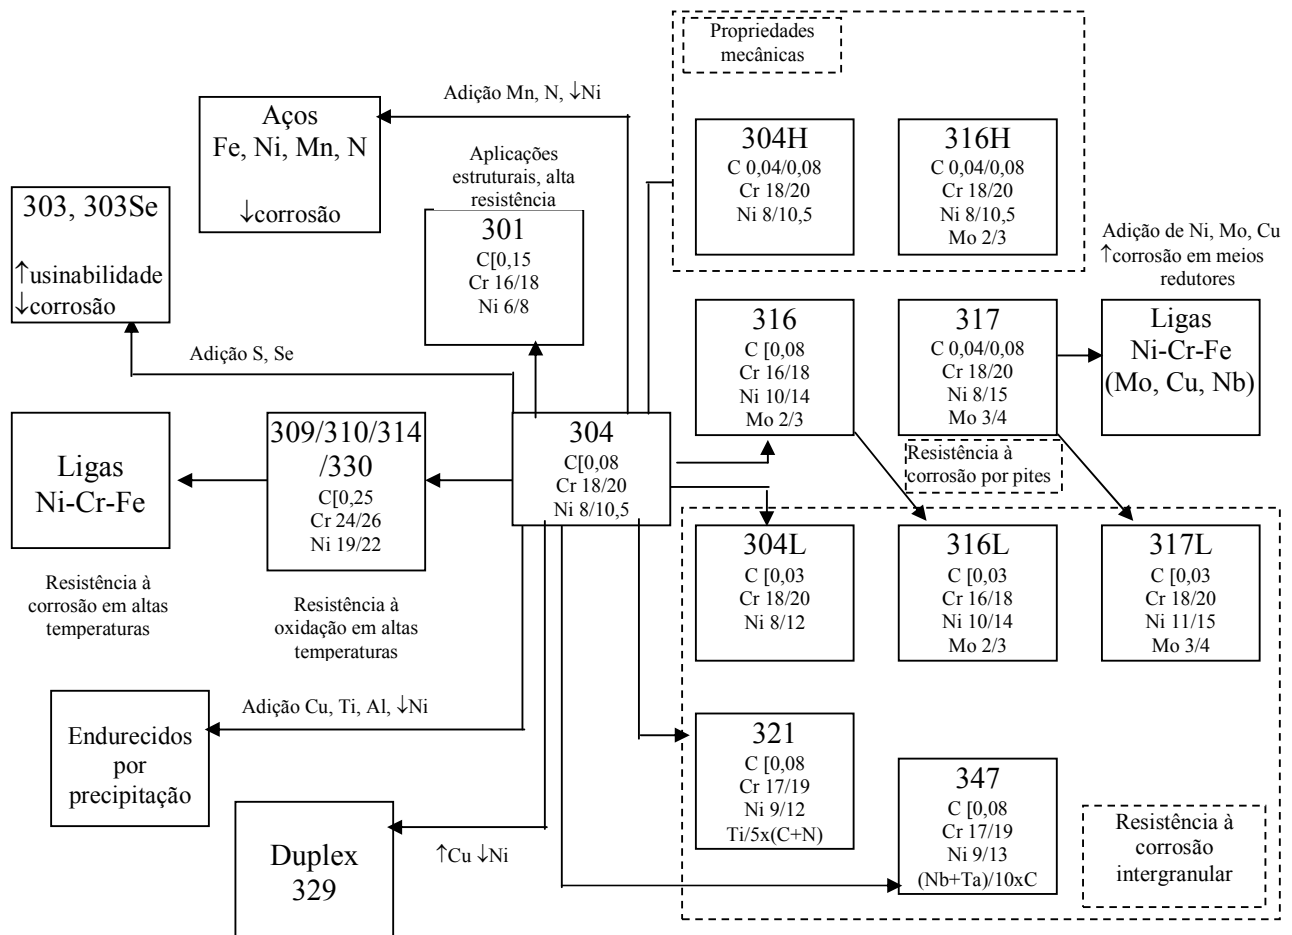 Propriedades
mecânicas
Adição Mn, N, ↓Ni
Aços
Fe, Ni, Mn, N
↓corrosão
Aplicações
estruturais, alta
resistência
301
C[0,15
Cr 16/18
Ni 6/8
304H
C 0,04/0,08
Cr 18/20
Ni 8/10,5
316H
C 0,04/0,08
Cr 18/20
Ni 8/10,5
Mo 2/3
303, 303Se
↑usinabilidade
↓corrosão
Adição S, Se
Adição de Ni, Mo, Cu
↑corrosão em meios
redutores
316
C [0,08
Cr 16/18
Ni 10/14
Mo 2/3
317
C 0,04/0,08
Cr 18/20
Ni 8/15
Mo 3/4
Ligas
Ni-Cr-Fe
(Mo, Cu, Nb)
Ligas
Ni-Cr-Fe
309/310/314
/330
C[0,25
Cr 24/26
Ni 19/22
304
C[0,08
Cr 18/20
Ni 8/10,5
Resistência à
corrosão por pites
Resistência à
corrosão em altas
temperaturas
Resistência à
oxidação em altas
temperaturas
304L
C [0,03
Cr 18/20
Ni 8/12
316L
C [0,03
Cr 16/18
Ni 10/14
Mo 2/3
317L
C [0,03
Cr 18/20
Ni 11/15
Mo 3/4
Adição Cu, Ti, Al, ↓Ni
Endurecidos
por
precipitação
321
C [0,08
Cr 17/19
Ni 9/12
Ti/5x(C+N)
347
C [0,08
Cr 17/19
Ni 9/13
(Nb+Ta)/10xC
Resistência à
corrosão
intergranular
Duplex
329
↑Cu ↓Ni